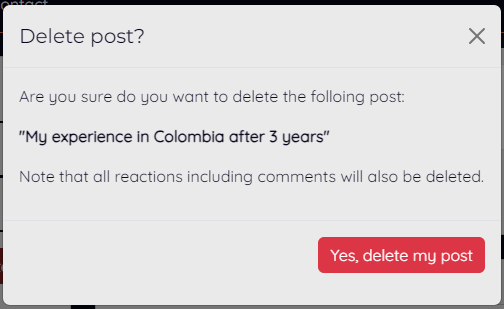 ontact
Delete post?
Are you sure do you want to delete the folloing post:
"My experience in Colombia after 3 years"
Note that all reactions including comments will also be deleted.
Yes, delete my post